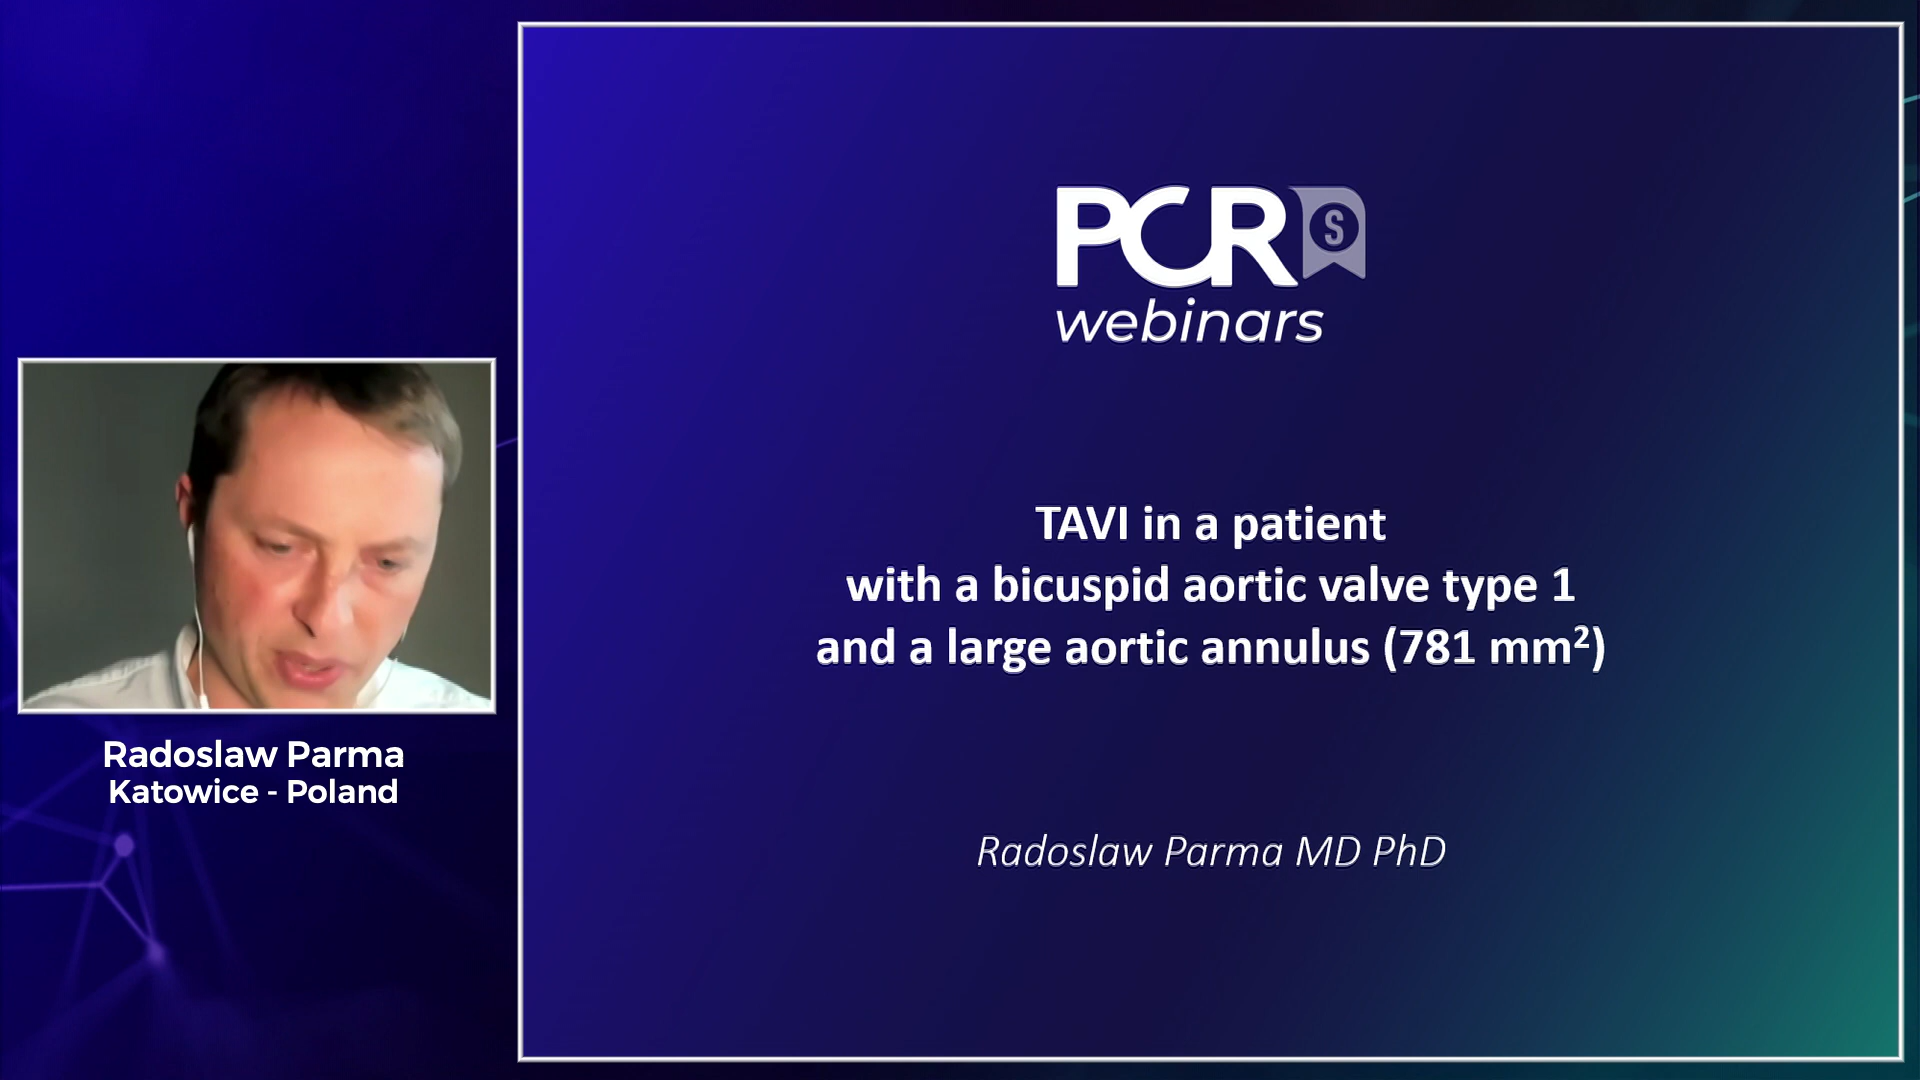 PCR S
webinars
TAVI in a patient
with a bicuspid aortic valve type 1
and a large aortic annulus (781 mm²)
Radoslaw Parma MD PhD
Radoslaw Parma
Katowice - Poland